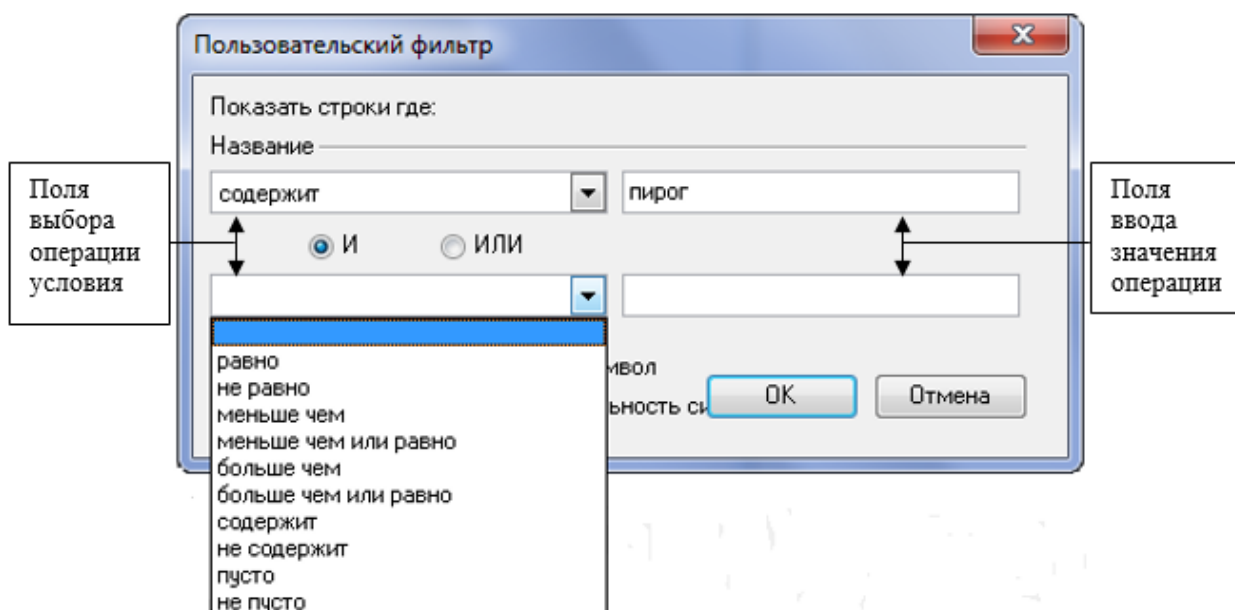 Пользовательский фильтр
Показать строки где:
Название
содержит
пирог
И
ИЛИ
равно
не равно
меньше чем
меньше чем или равно
больше чем
больше чем или равно
содержит
не содержит
пусто
не пусто
мвол
ьность си
OK
Отмена
Поля
выбора
операции
условия
Поля
ввода
значения
операции